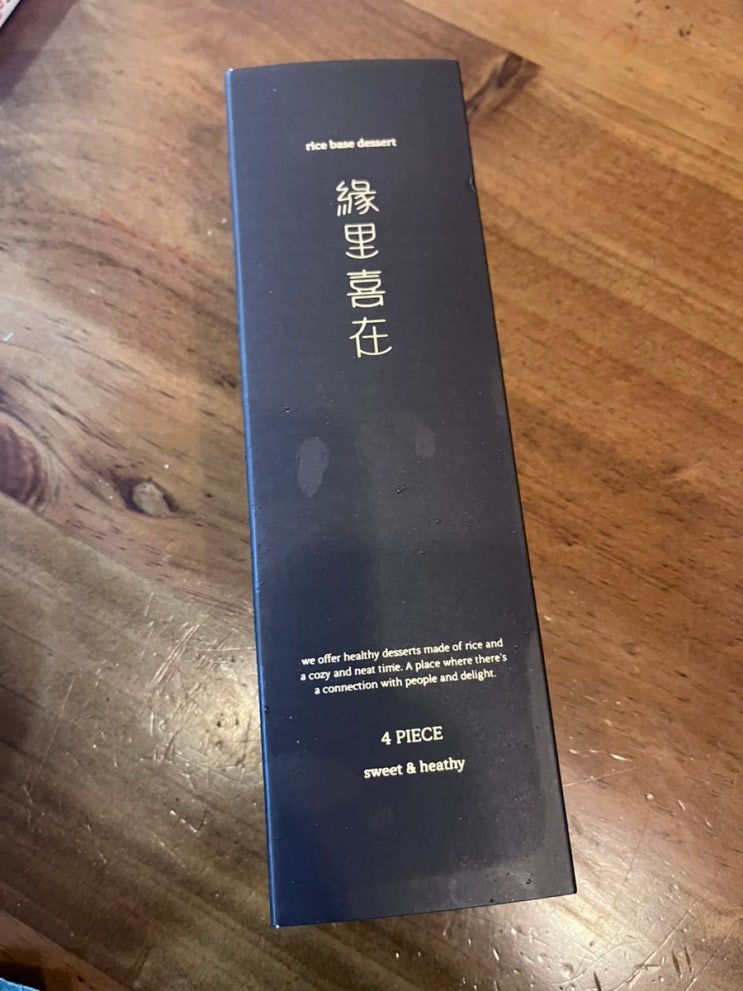 rice base dessert
緣里喜在
we offer healthy desserts made of rice and
a cozy and neat time. A place where there's
a connection with people and delight.
4 PIECE
sweet & heathy